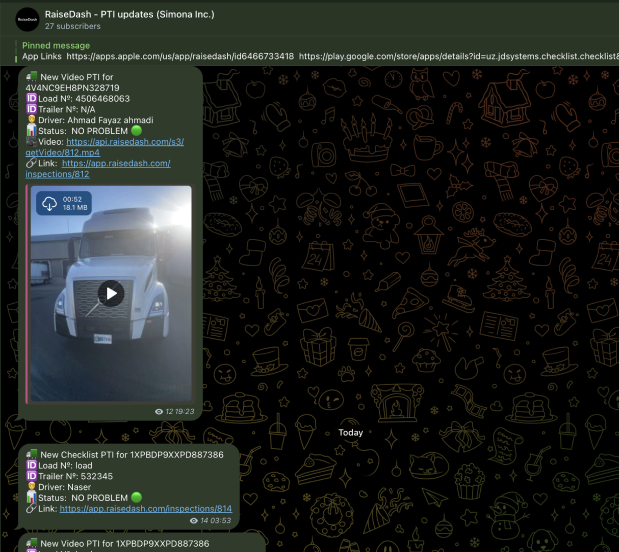 RaiseDash
RaiseDash - PTI updates (Simona Inc.)
27 subscribers
Pinned message
App Links https://apps.apple.com/us/app/raisedash/id6466733418 https://play.google.com/store/apps/details?id=uz.jdsystems.checklist.checklist8
New Video PTI for
4V4NC9EH8PN328719
ID Load Nº: 4506468063
ID Trailer Nº: N/A
Driver: Ahmad Fayaz ahmadi
Status: NO PROBLEM
Video: https://api.raisedash.com/s3/
getVideo/812.mp4
Link: https://app.raisedash.com/
inspections/812
00:52
18.1 MB
12 19:23
24
24
Today
New Checklist PTI for 1XPBDP9XXPD887386
ID Load Nº: load
ID Trailer Nº: 532345
Driver: Naser
Status: NO PROBLEM
Link: https://app.raisedash.com/inspections/814
14 03:53
New Video PTI for 1XPBDP9XXPD887386